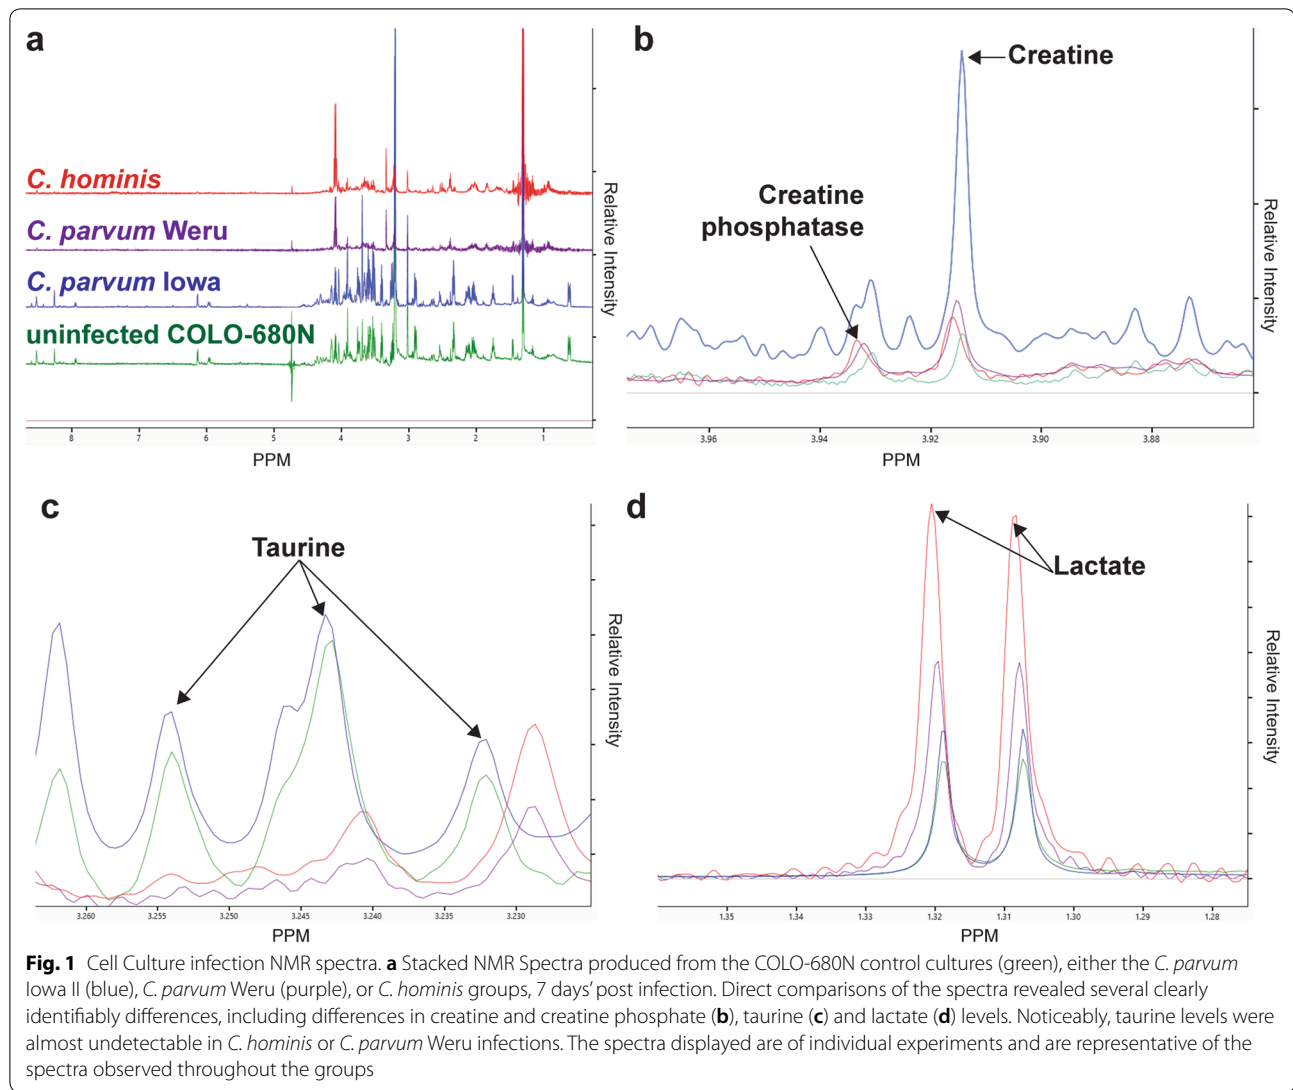 a
C. hominis
C. parvum Weru
C. parvum Iowa
uninfected COLO-680N
Relative Intensity
8 7 6 5 4 3 2 1
PPM
b
Creatine
Creatine
phosphatase
Relative Intensity
3.96 3.94 3.92 3.90 3.88
PPM
c
Taurine
Relative Intensity
3.260 3.255 3.250 3.245 3.240 3.235 3.230
PPM
d
Lactate
Relative Intensity
1.35 1.34 1.33 1.32 1.31 1.30 1.29 1.28
PPM
Fig. 1 Cell Culture infection NMR spectra. a Stacked NMR Spectra produced from the COLO-680N control cultures (green), either the C. parvum
Iowa II (blue), C. parvum Weru (purple), or C. hominis groups, 7 days' post infection. Direct comparisons of the spectra revealed several clearly
identifiably differences, including differences in creatine and creatine phosphate (b), taurine (c) and lactate (d) levels. Noticeably, taurine levels were
almost undetectable in C. hominis or C. parvum Weru infections. The spectra displayed are of individual experiments and are representative of the
spectra observed throughout the groups